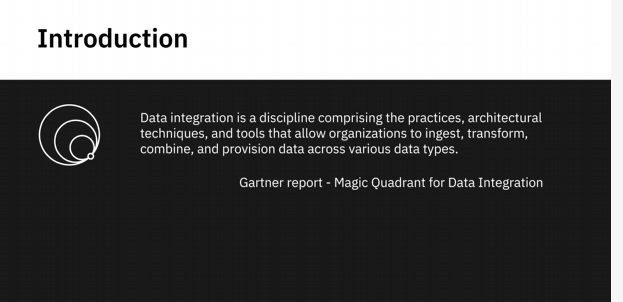 Introduction
Data integration is a discipline comprising the practices, architectural
techniques, and tools that allow organizations to ingest, transform,
combine, and provision data across various data types.
Gartner report - Magic Quadrant for Data Integration